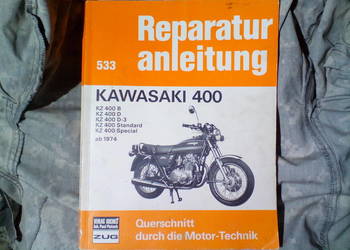 Reparatur
533 anleitung
KAWASAKI 400
KZ 400 B
KZ 400 D
KZ 400 D-3
KZ 400 Standard
KZ 400 Special
ab 1974
Querschnitt
durch die Motor-Technik
ZUG